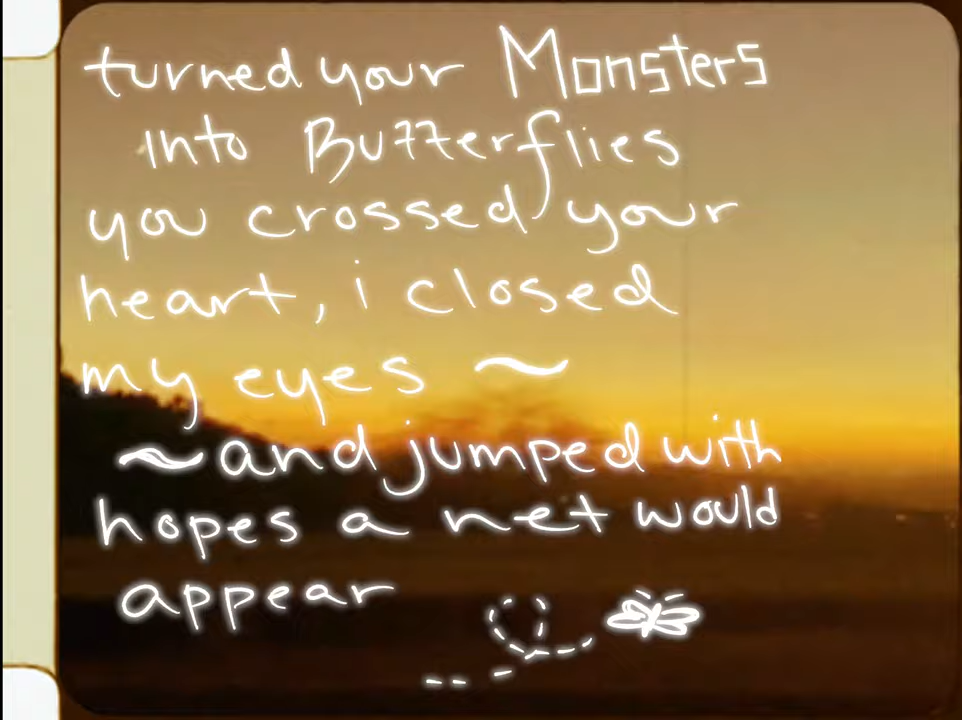 turned your Monsters
Into Butterflies
you crossed your
heart, i closed
my eyes ~
~and jumped with
hopes a net would
appear